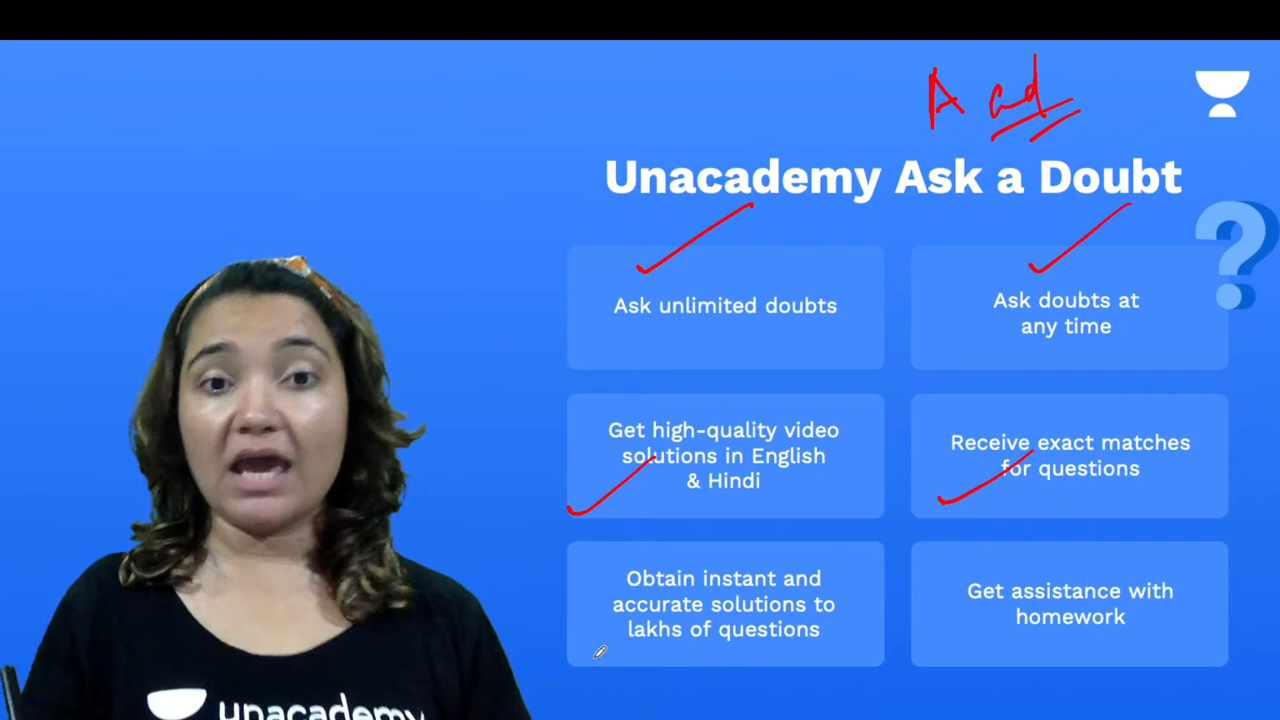 A ad
Unacademy Ask a Doubt
Ask unlimited doubts
Ask doubts at
any time
Get high-quality video
solutions in English
& Hindi
Receive exact matches
for questions
Obtain instant and
accurate solutions to
lakhs of questions
Get assistance with
homework
?
unacademy